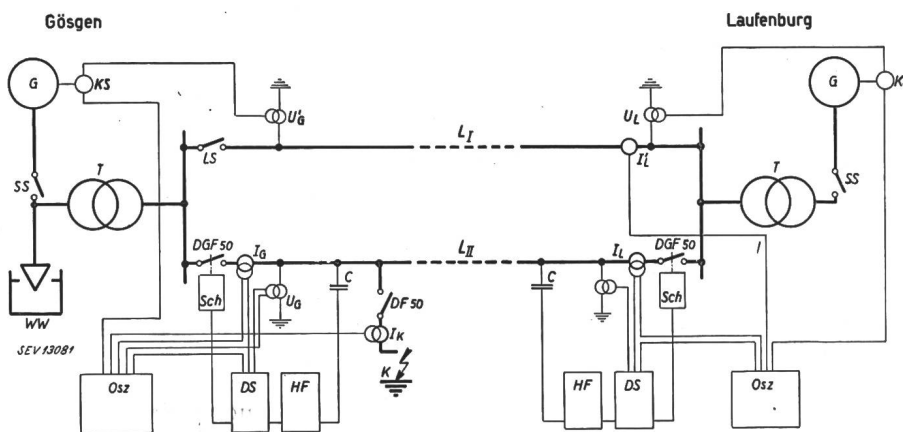 Gösgen
Laufenburg
G
KS
U'G
UL
G
K
LI
LS
I'L
SS
T
T
SS
DGF 50
IG
LII
IL
DGF 50
I
C
C
Sch
UG
DF 50
Sch
WW
IK
SEV 13081
K
Osz
DS
HF
HF
DS
Osz